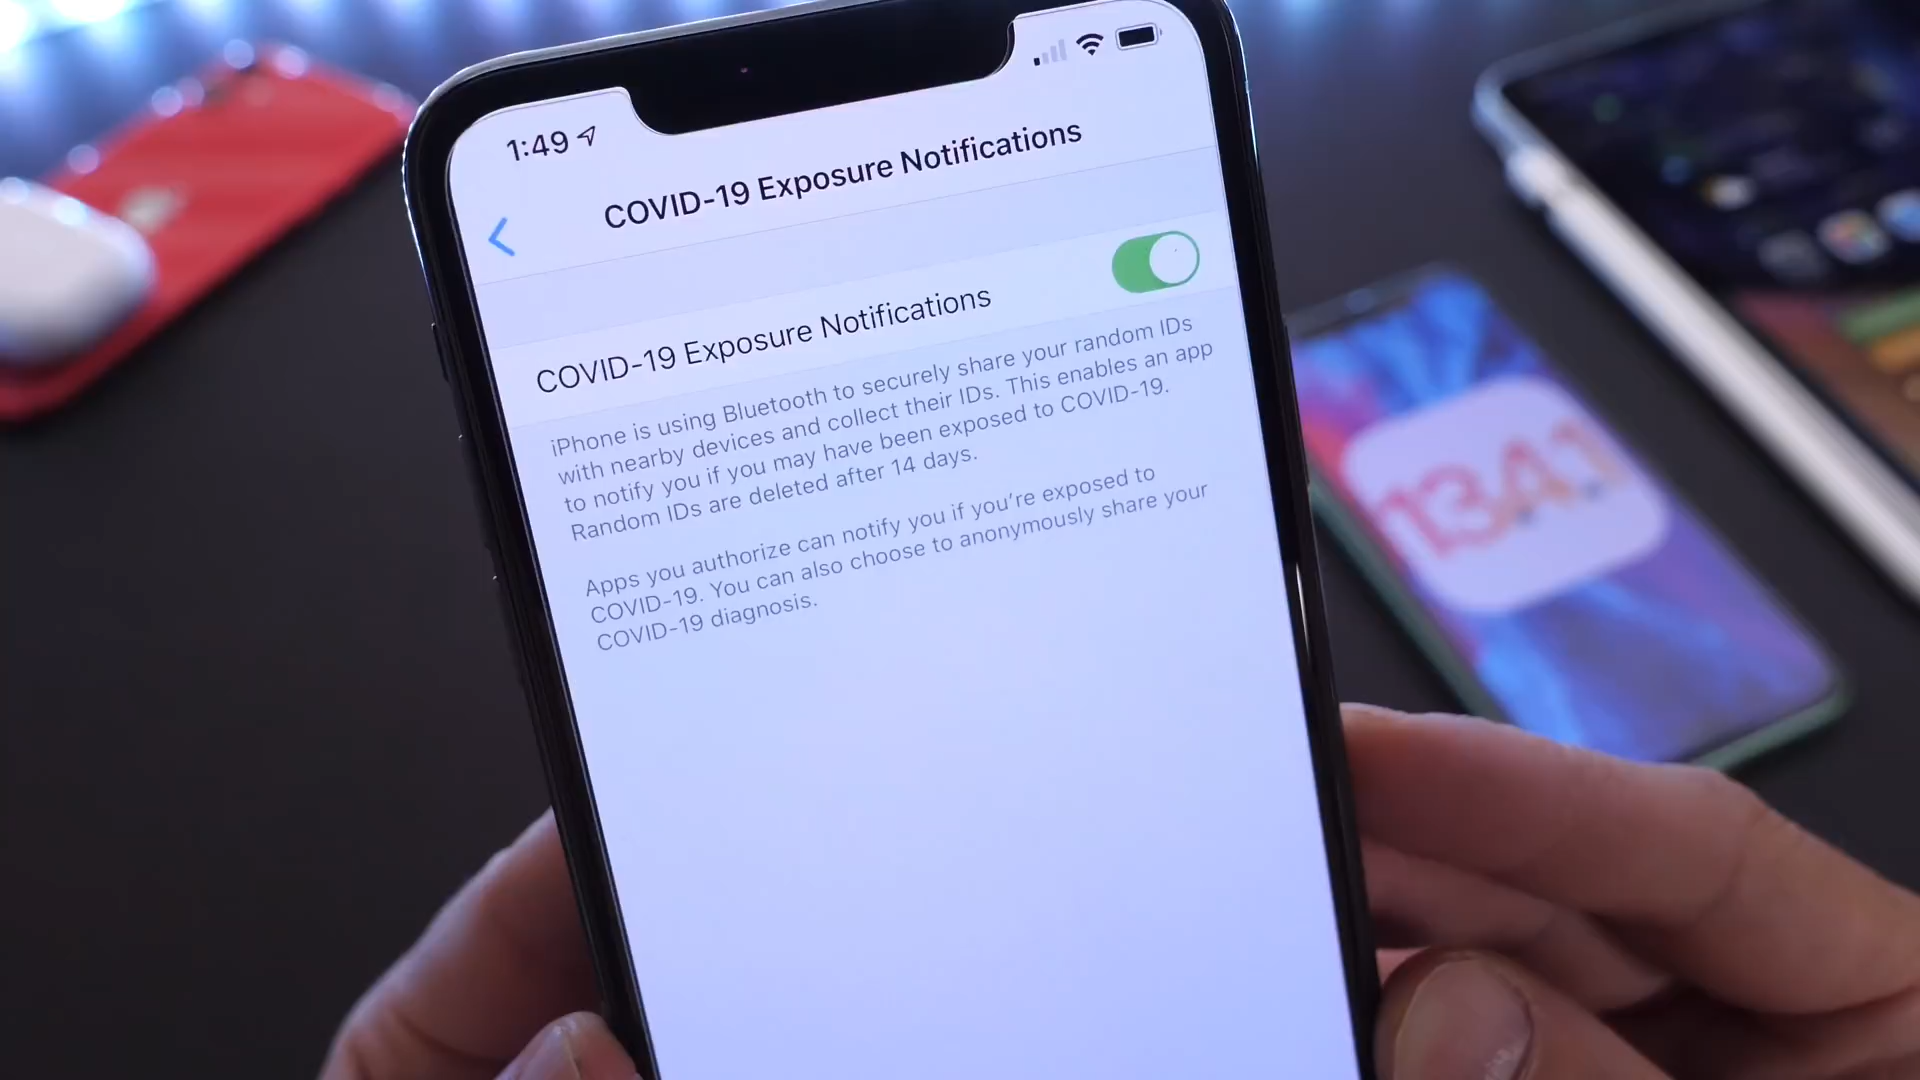 1:49
COVID-19 Exposure Notifications
COVID-19 Exposure Notifications
iPhone is using Bluetooth to securely share your random IDs
with nearby devices and collect their IDs. This enables an app
to notify you if you may have been exposed to COVID-19.
Random IDs are deleted after 14 days.
Apps you authorize can notify you if you’re exposed to
COVID-19. You can also choose to anonymously share your
COVID-19 diagnosis.
13.4.1